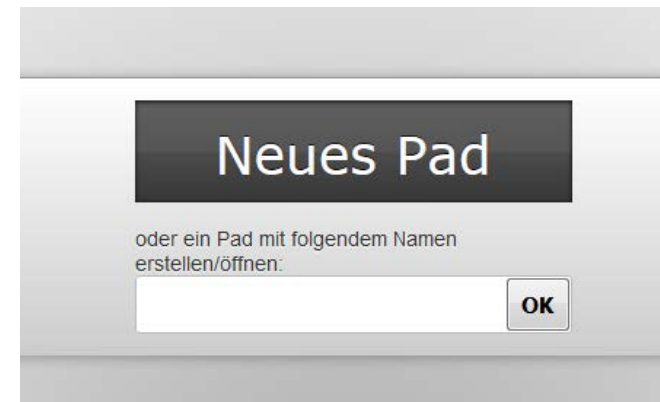 Neues Pad
oder ein Pad mit folgendem Namen
erstellen/öffnen:
OK